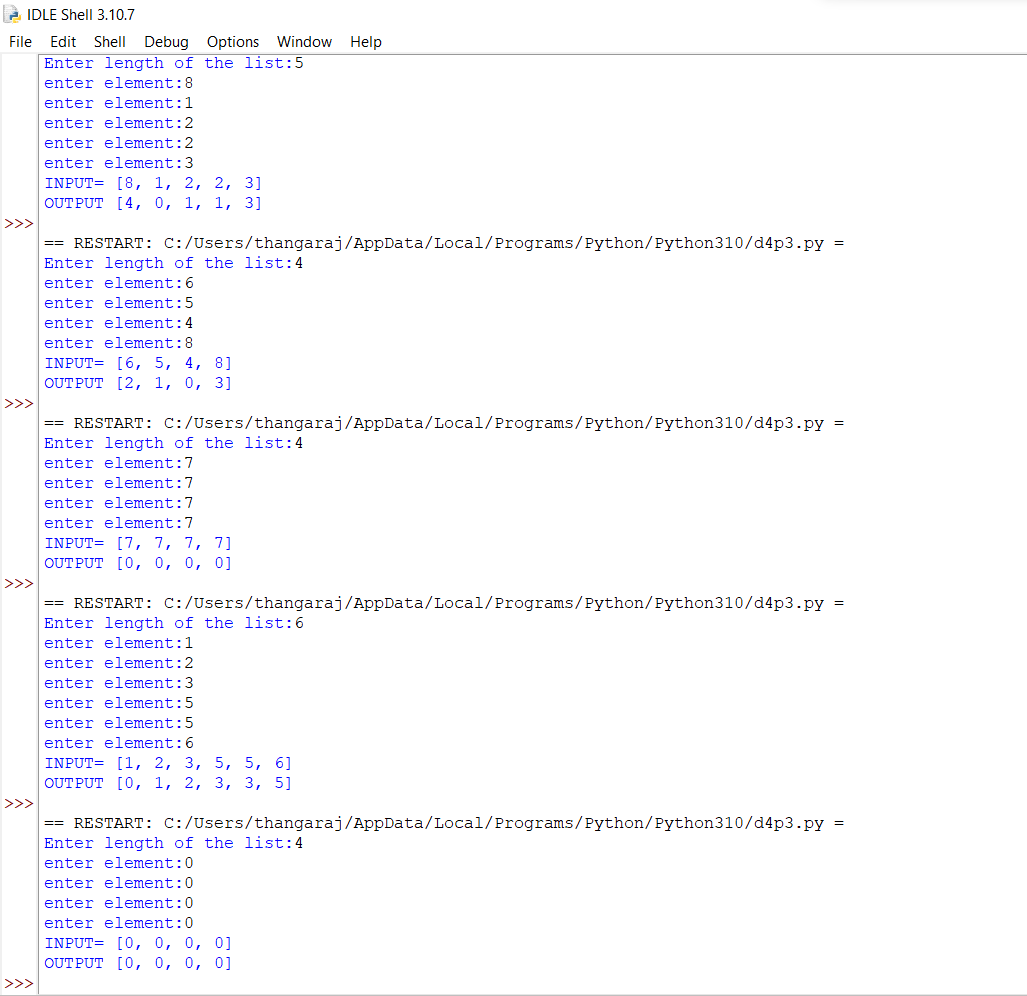 IDLE Shell 3.10.7
File Edit Shell Debug Options Window Help
Enter length of the list:5
enter element:8
enter element:1
enter element:2
enter element:2
enter element:3
INPUT= [8, 1, 2, 2, 3]
OUTPUT [4, 0, 1, 1, 3]
>>>
== RESTART: C:/Users/thangaraj/AppData/Local/Programs/Python/Python310/d4p3.py =
Enter length of the list:4
enter element:6
enter element:5
enter element:4
enter element:8
INPUT= [6, 5, 4, 8]
OUTPUT [2, 1, 0, 3]
>>>
== RESTART: C:/Users/thangaraj/AppData/Local/Programs/Python/Python310/d4p3.py =
Enter length of the list:4
enter element:7
enter element:7
enter element:7
enter element:7
INPUT= [7, 7, 7, 7]
OUTPUT [0, 0, 0, 0]
>>>
== RESTART: C:/Users/thangaraj/AppData/Local/Programs/Python/Python310/d4p3.py =
Enter length of the list:6
enter element:1
enter element:2
enter element:3
enter element:5
enter element:5
enter element:6
INPUT= [1, 2, 3, 5, 5, 6]
OUTPUT [0, 1, 2, 3, 3, 5]
>>>
== RESTART: C:/Users/thangaraj/AppData/Local/Programs/Python/Python310/d4p3.py =
Enter length of the list:4
enter element:0
enter element:0
enter element:0
enter element:0
INPUT= [0, 0, 0, 0]
OUTPUT [0, 0, 0, 0]
>>>